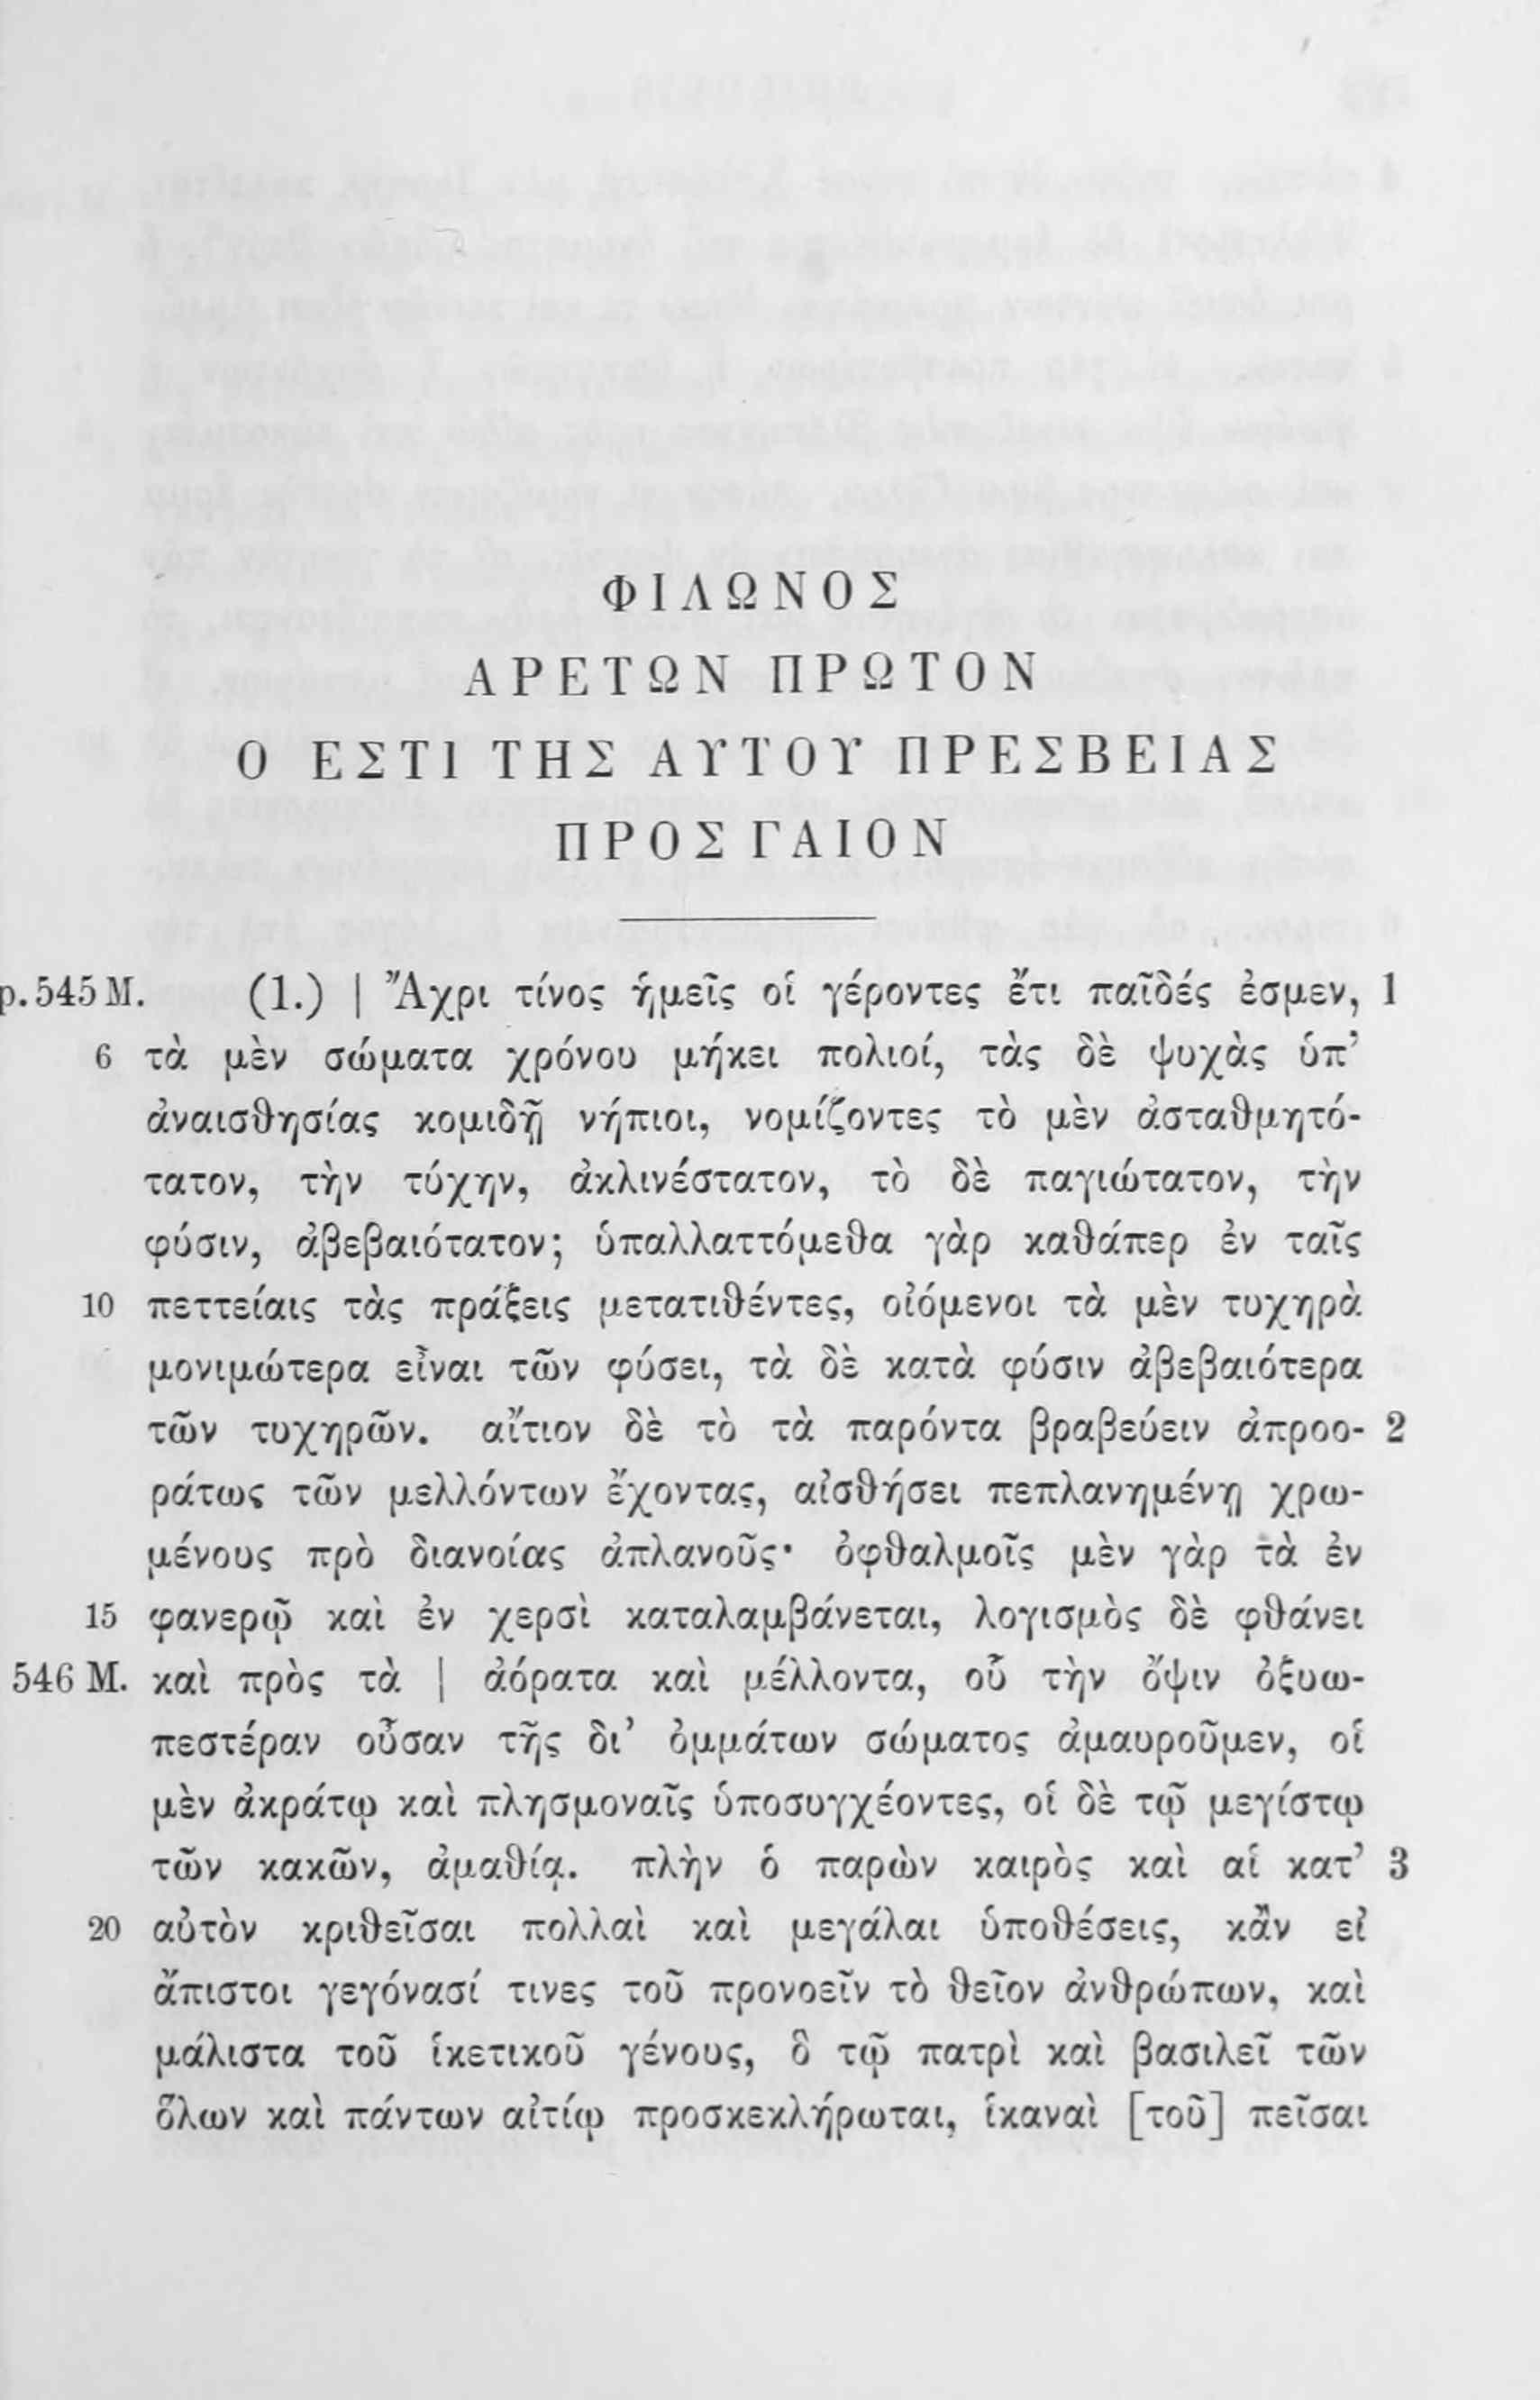 ΦΙΛΩΝΟΣ
ΑΡΕΤΩΝ ΠΡΩΤΟΝ
Ο ΕΣΤΙ ΤΗΣ ΑΥΤΟΥ ΠΡΕΣΒΕΙΑΣ
ΠΡΟΣ ΓΑΙΟΝ
p. 545 M. (1.) | Ἄχρι τίνος ἡμεῖς οἱ γέροντες ἔτι παῖδές ἐσμεν, 1
6 τὰ μὲν σώματα χρόνου μήκει πολιοί, τὰς δὲ ψυχὰς ὑπ’
ἀναισθησίας κομιδῇ νήπιοι, νομίζοντες τὸ μὲν ἀσταθμητό-
τατον, τὴν τύχην, ἀκλινέστατον, τὸ δὲ παγιώτατον, τὴν
φύσιν, ἀβεβαιότατον; ὑπαλλαττόμεθα γὰρ καθάπερ ἐν ταῖς
10 πεττείαις τὰς πράξεις μετατιθέντες, οἰόμενοι τὰ μὲν τυχηρὰ
μονιμώτερα εἶναι τῶν φύσει, τὰ δὲ κατὰ φύσιν ἀβεβαιότερα
τῶν τυχηρῶν. αἴτιον δὲ τὸ τὰ παρόντα βραβεύειν ἀπροο- 2
ράτως τῶν μελλόντων ἔχοντας, αἰσθήσει πεπλανημένῃ χρω-
μένους πρὸ διανοίας ἀπλανοῦς· ὀφθαλμοῖς μὲν γὰρ τὰ ἐν
15 φανερῷ καὶ ἐν χερσὶ καταλαμβάνεται, λογισμὸς δὲ φθάνει
546 M. καὶ πρὸς τὰ | ἀόρατα καὶ μέλλοντα, οὗ τὴν ὄψιν ὀξυω-
πεστέραν οὖσαν τῆς δι’ ὀμμάτων σώματος ἀμαυροῦμεν, οἱ
μὲν ἀκράτῳ καὶ πλησμοναῖς ὑποσυγχέοντες, οἱ δὲ τῷ μεγίστῳ
τῶν κακῶν, ἀμαθίᾳ. πλὴν ὁ παρὼν καιρὸς καὶ αἱ κατ’ 3
20 αὐτὸν κριθεῖσαι πολλαὶ καὶ μεγάλαι ὑποθέσεις, κἂν εἰ
ἄπιστοι γεγόνασί τινες τοῦ προνοεῖν τὸ θεῖον ἀνθρώπων, καὶ
μάλιστα τοῦ ἱκετικοῦ γένους, ὃ τῷ πατρὶ καὶ βασιλεῖ τῶν
ὅλων καὶ πάντων αἰτίῳ προσκεκλήρωται, ἱκαναὶ [τοῦ] πεῖσαι